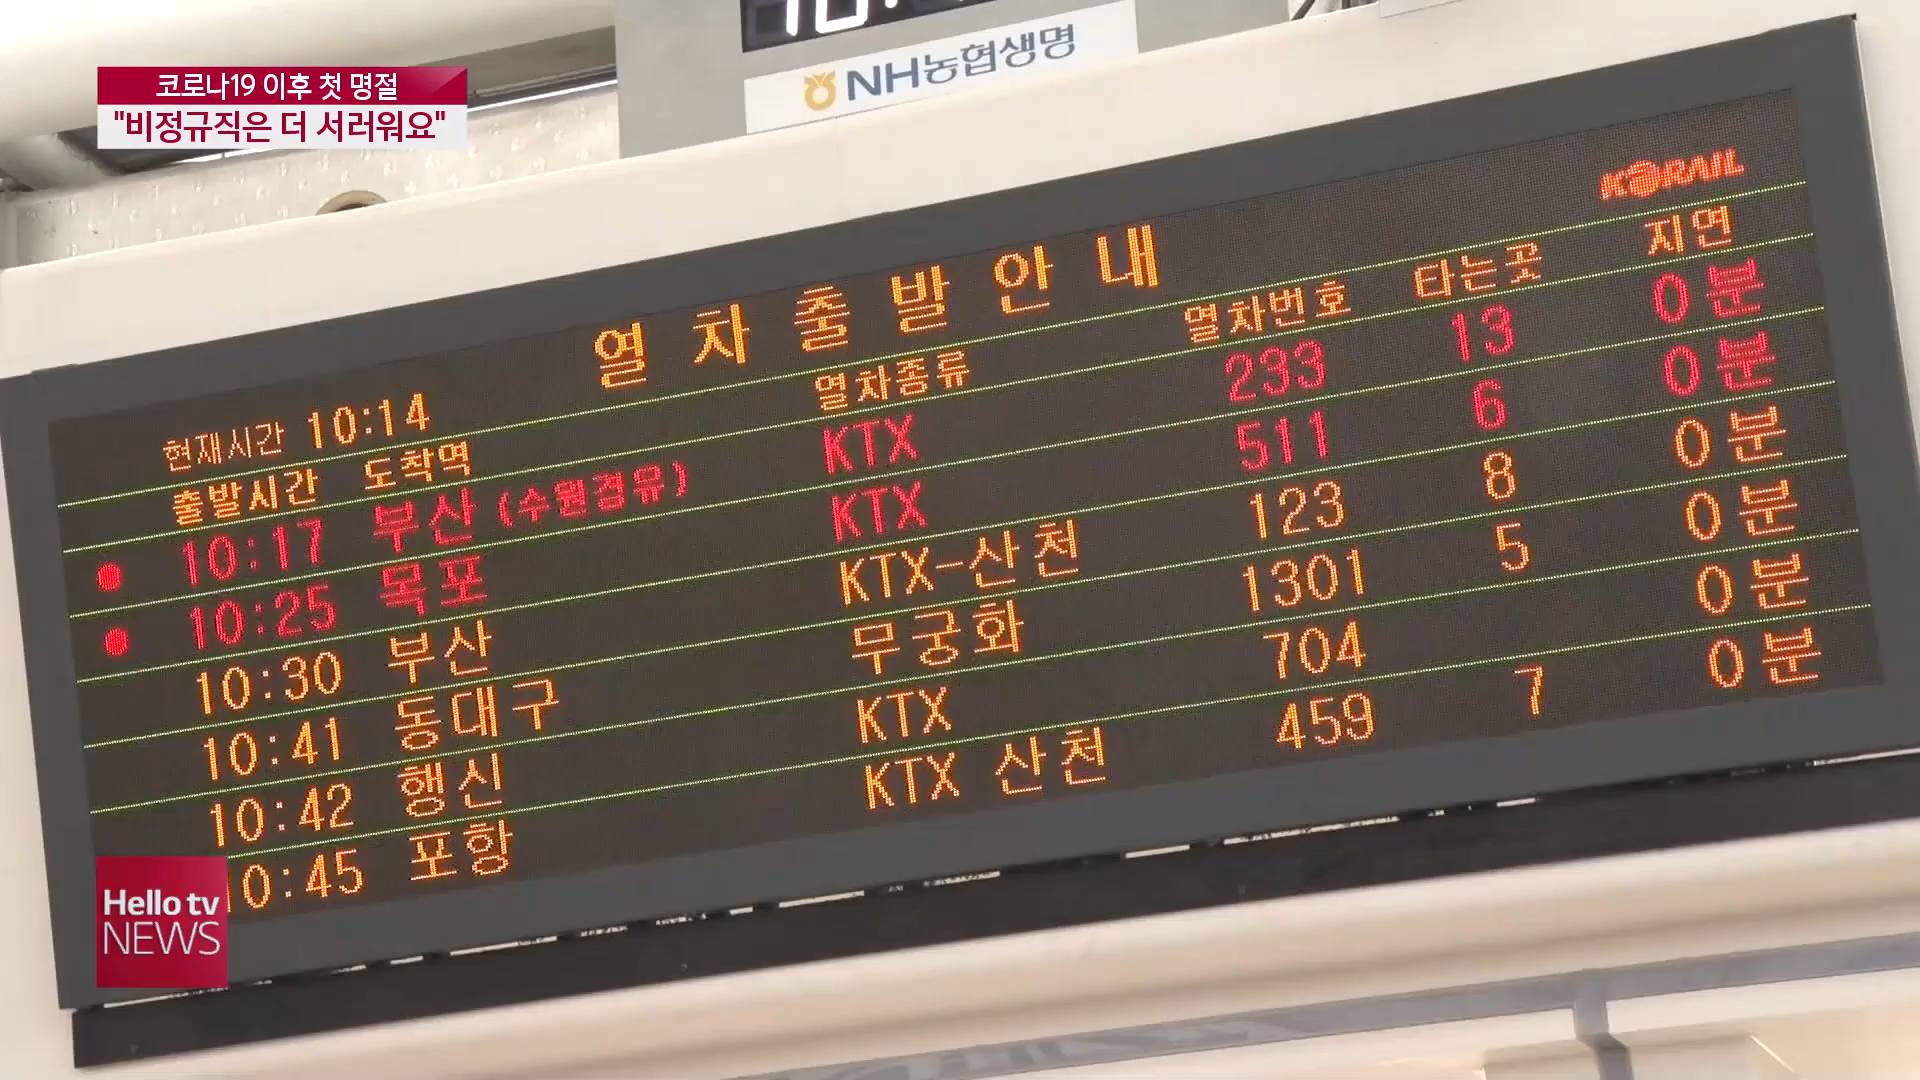 코로나19 이후 첫 명절
"비정규직은 더 서러워요"
NH농협생명
KORAIL
열차출발안내
현재시간 10:14
출발시간 도착역 열차종류 열차번호 타는곳 지연
10:17 부산 (수원경유) KTX 233 13 0분
10:25 목포 KTX 511 6 0분
10:30 부산 KTX-산천 123 8 0분
10:41 동대구 무궁화 1301 5 0분
10:42 행신 KTX 704 0분
10:45 포항 KTX 산천 459 7 0분
Hello tv
NEWS